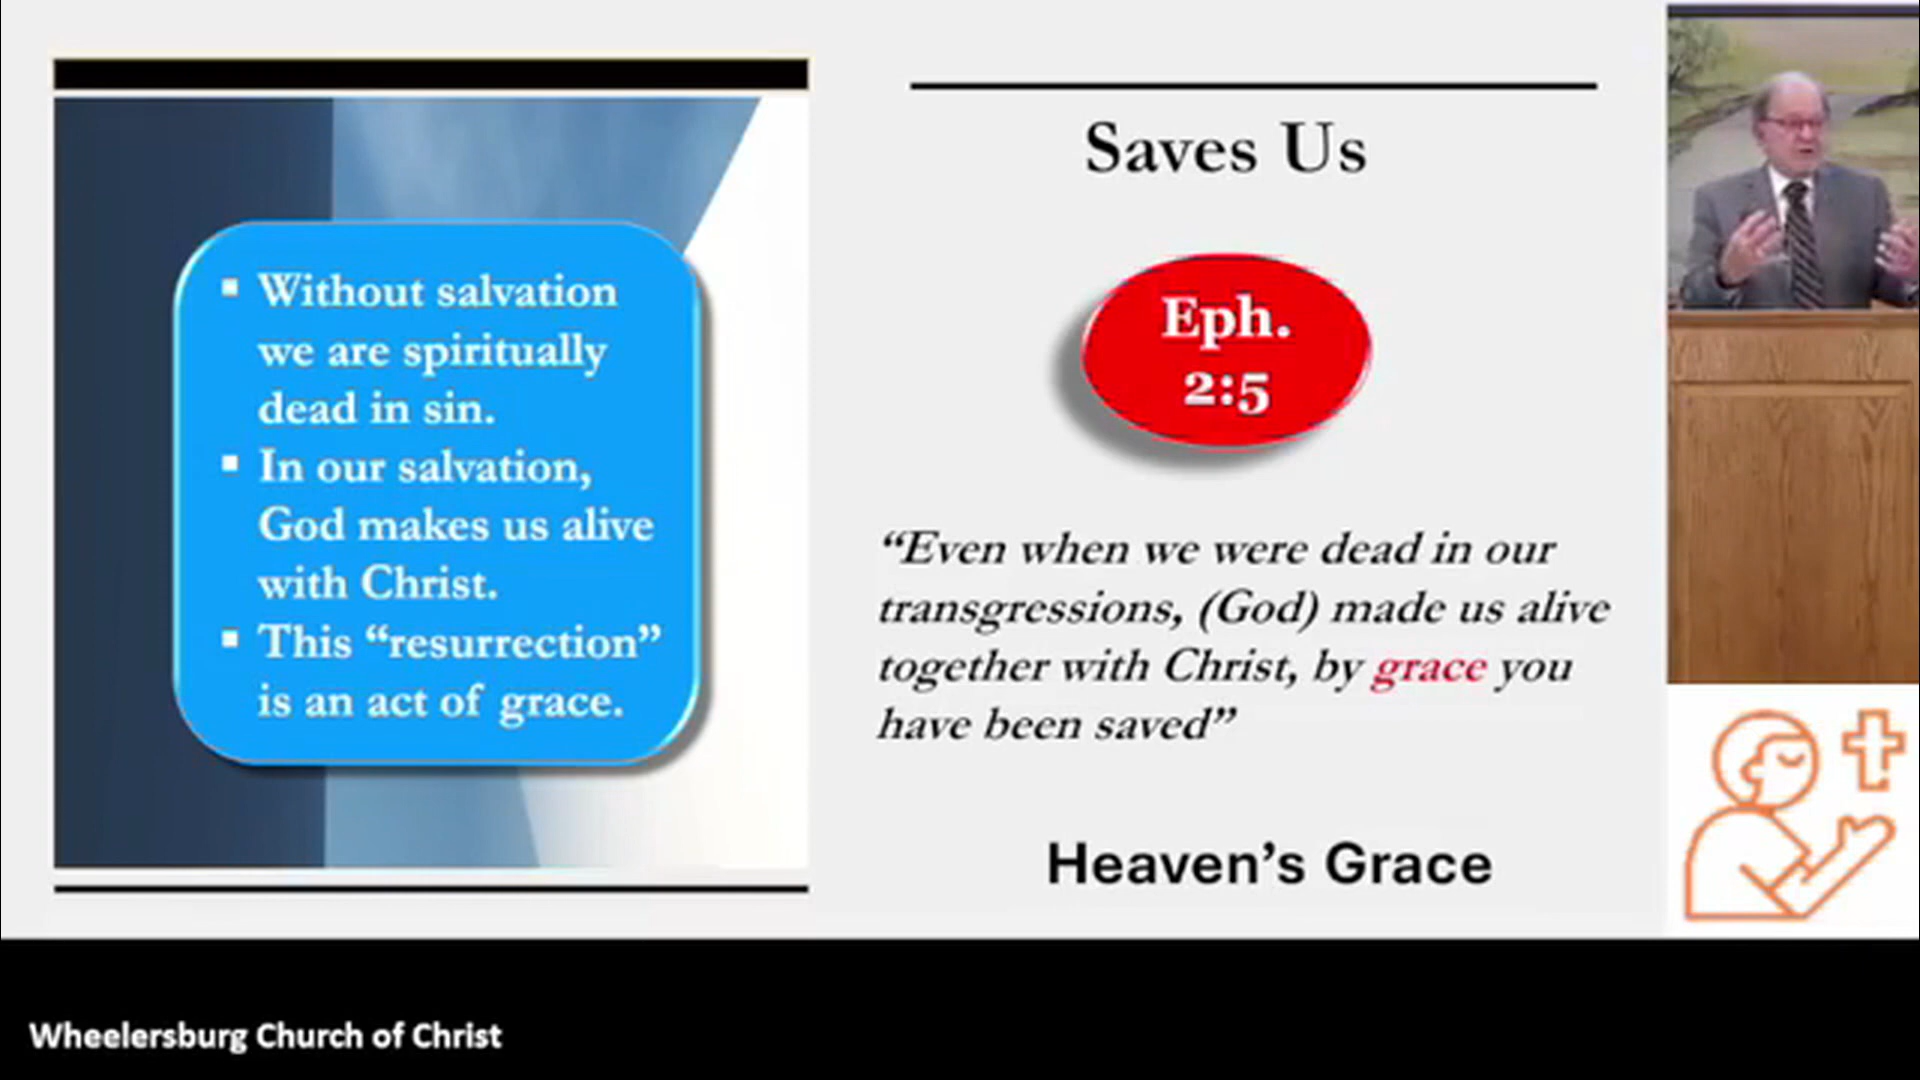 Without salvation
we are spiritually
dead in sin.
In our salvation,
God makes us alive
with Christ.
This “resurrection”
is an act of grace.
Saves Us
Eph.
2:5
“Even when we were dead in our
transgressions, (God) made us alive
together with Christ, by grace you
have been saved”
Heaven’s Grace
Wheelersburg Church of Christ